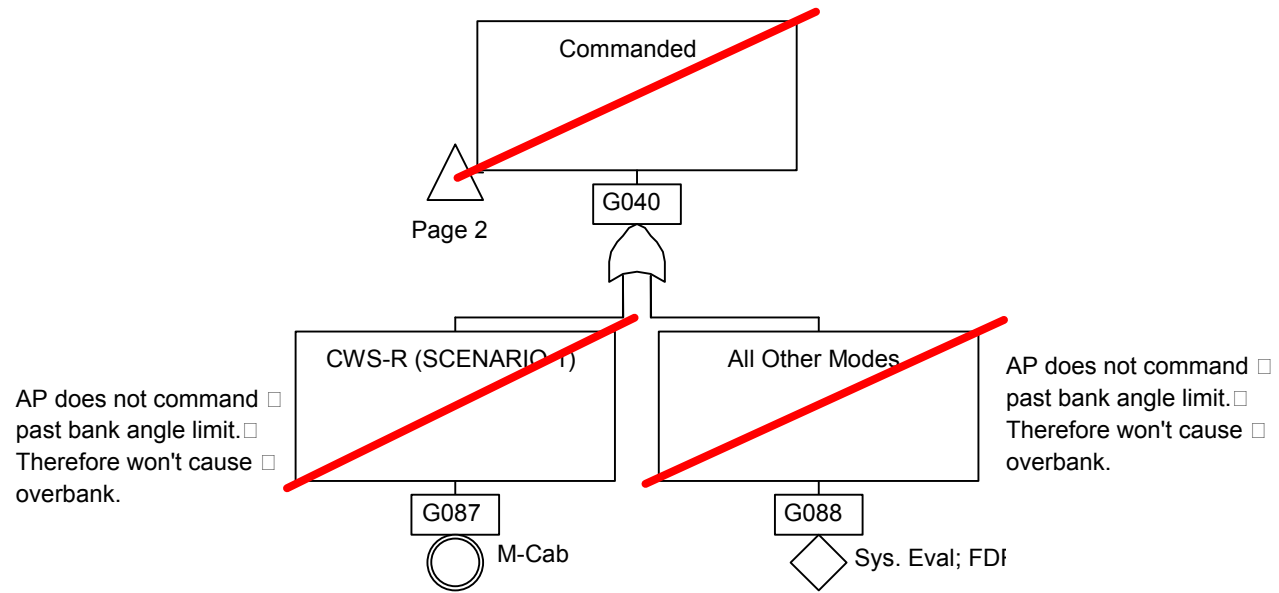 Commanded
G040
Page 2
CWS-R (SCENARIO 1)
All Other Modes
AP does not command
past bank angle limit.
Therefore won't cause
overbank.
AP does not command
past bank angle limit.
Therefore won't cause
overbank.
G087
G088
M-Cab
Sys. Eval;